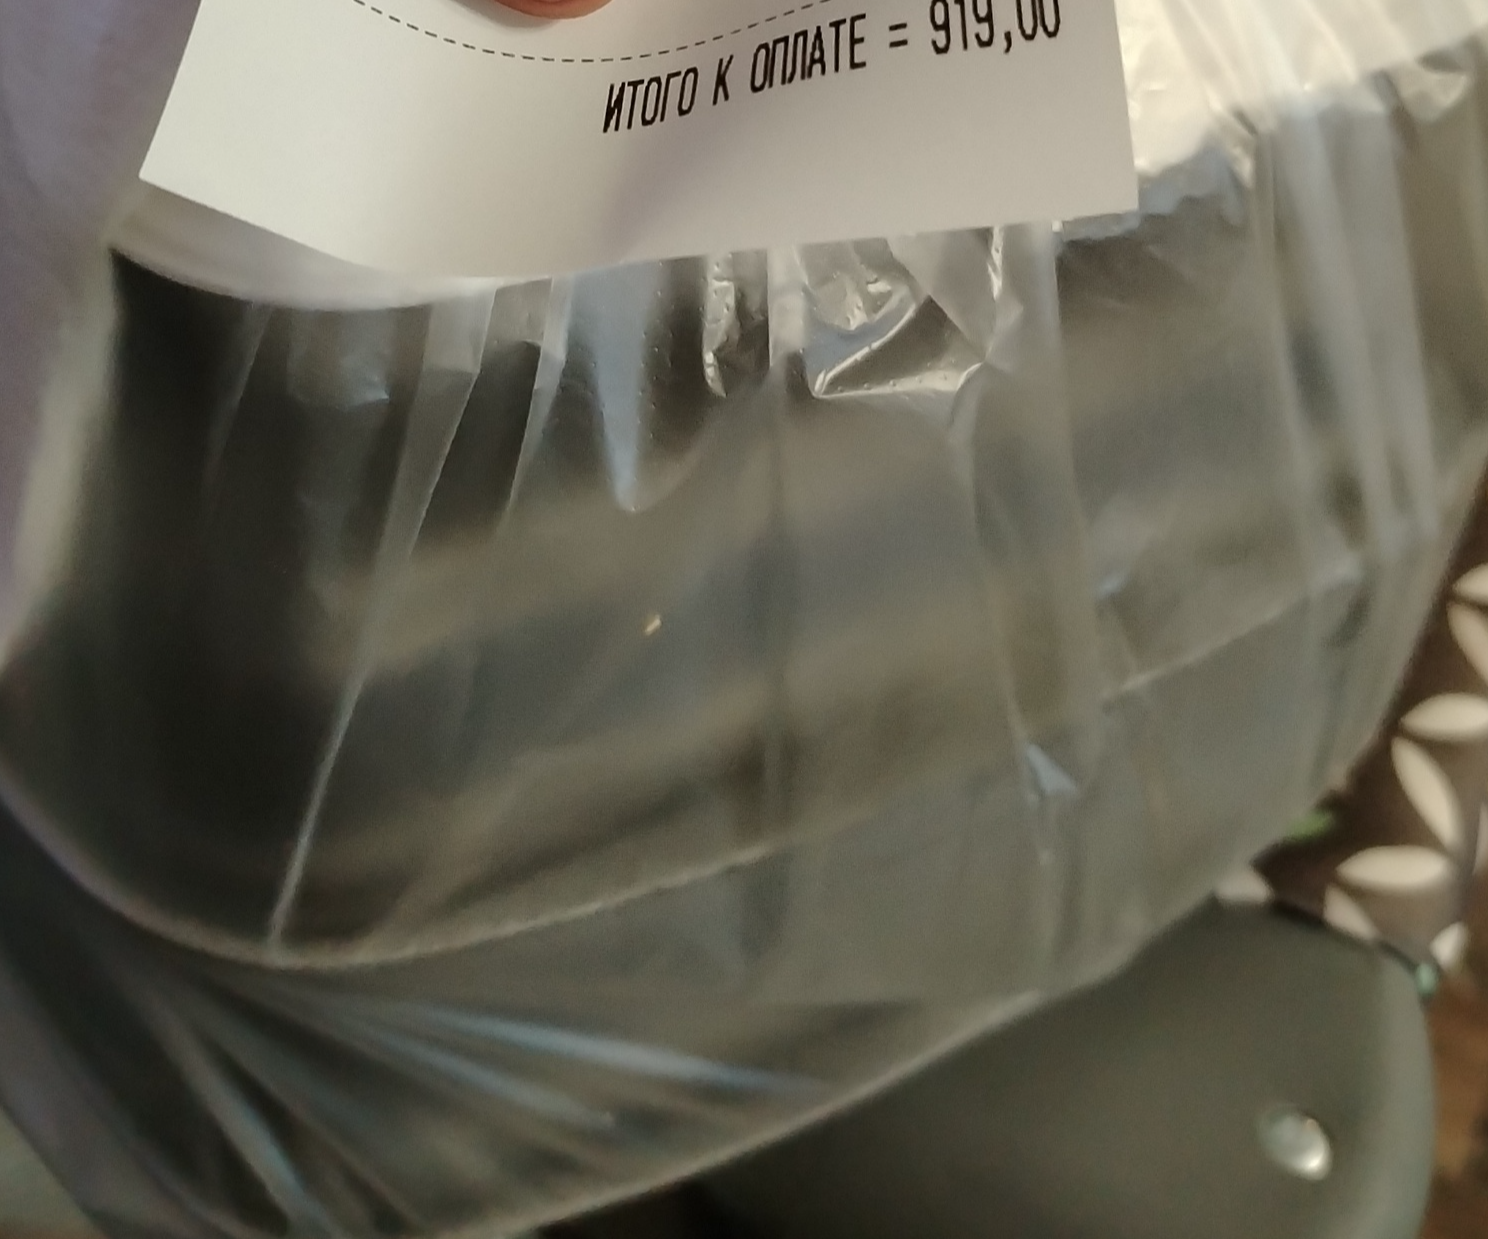 ИТОГО К ОПЛАТЕ = 919,00